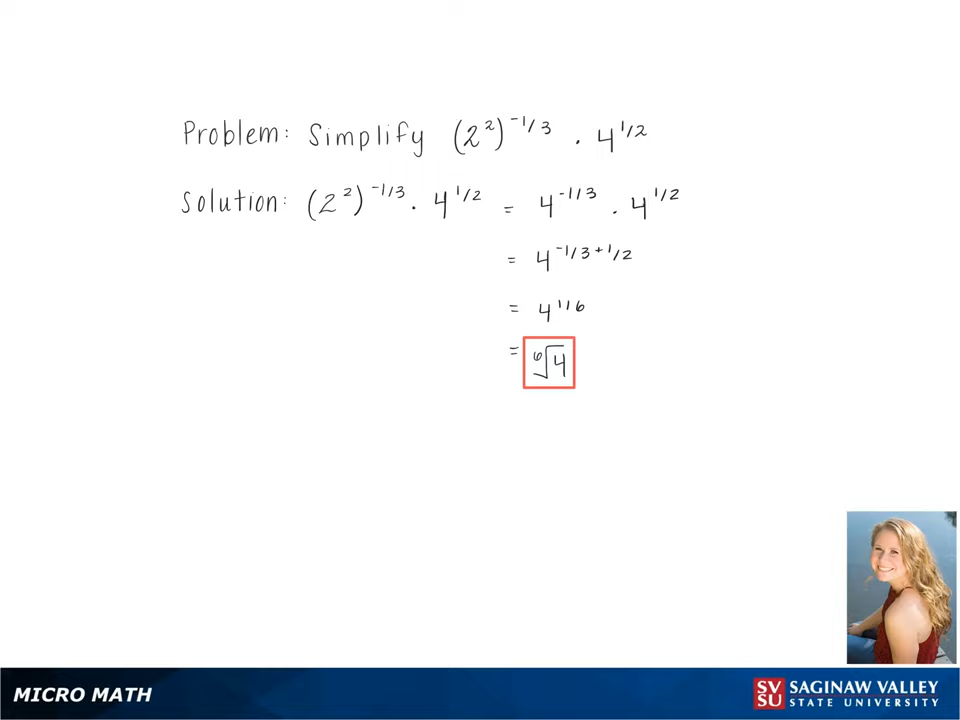 Problem: Simplify (2²)^-1/3 · 4^1/2
Solution: (2²)^-1/3 · 4^1/2 = 4^-1/3 · 4^1/2
= 4^-1/3+1/2
= 4^1/6
= ⁶√4
MICRO MATH
SV SU SAGINAW VALLEY
STATE UNIVERSITY